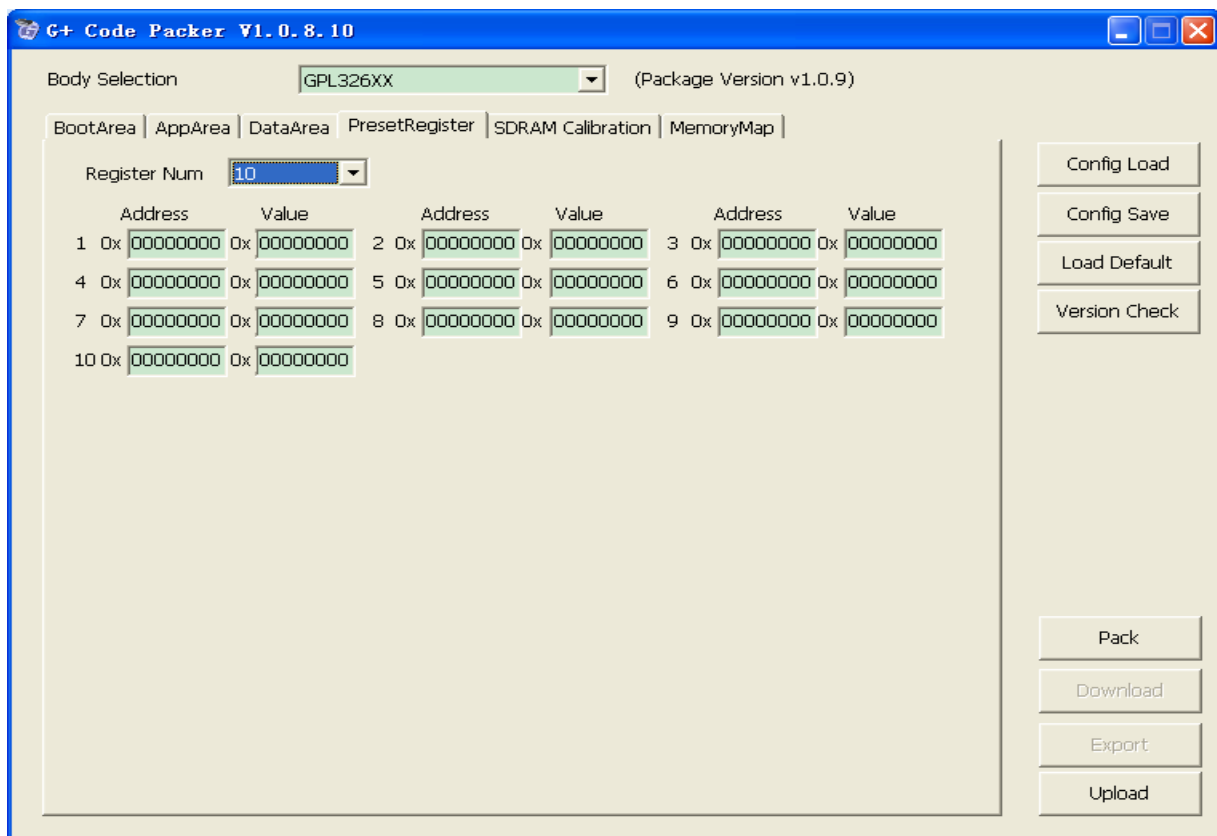 G+ Code Packer V1.0.8.10
Body Selection GPL326XX (Package Version v1.0.9)
BootArea AppArea DataArea PresetRegister SDRAM Calibration MemoryMap
Register Num 10
Address Value Address Value Address Value
1 0x 00000000 0x 00000000 2 0x 00000000 0x 00000000 3 0x 00000000 0x 00000000
4 0x 00000000 0x 00000000 5 0x 00000000 0x 00000000 6 0x 00000000 0x 00000000
7 0x 00000000 0x 00000000 8 0x 00000000 0x 00000000 9 0x 00000000 0x 00000000
10 0x 00000000 0x 00000000
Config Load
Config Save
Load Default
Version Check
Pack
Download
Export
Upload